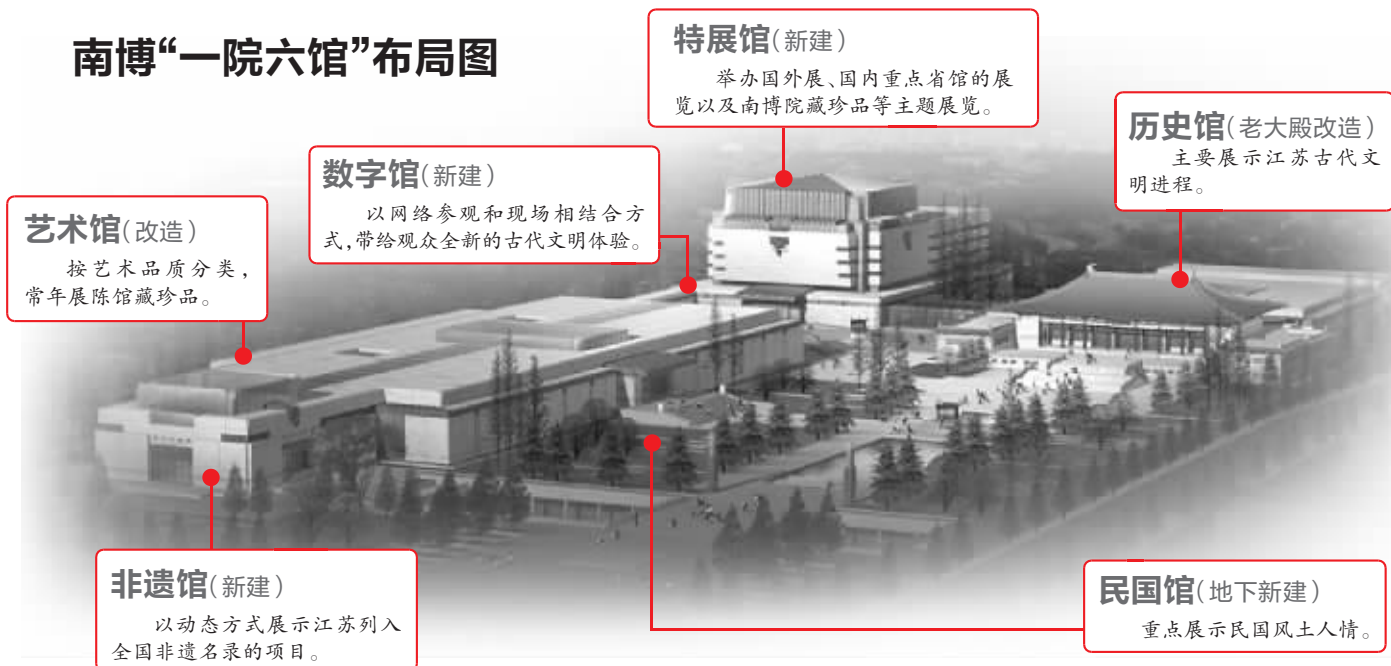 南博“一院六馆”布局图
特展馆(新建)
举办国外展、国内重点省馆的展
览以及南博院藏珍品等主题展览。
历史馆(老大殿改造)
主要展示江苏古代文
明进程。
数字馆(新建)
以网络参观和现场相结合方
式,带给观众全新的古代文明体验。
艺术馆(改造)
按艺术品质分类,
常年展陈馆藏珍品。
非遗馆(新建)
以动态方式展示江苏列入
全国非遗名录的项目。
民国馆(地下新建)
重点展示民国风土人情。